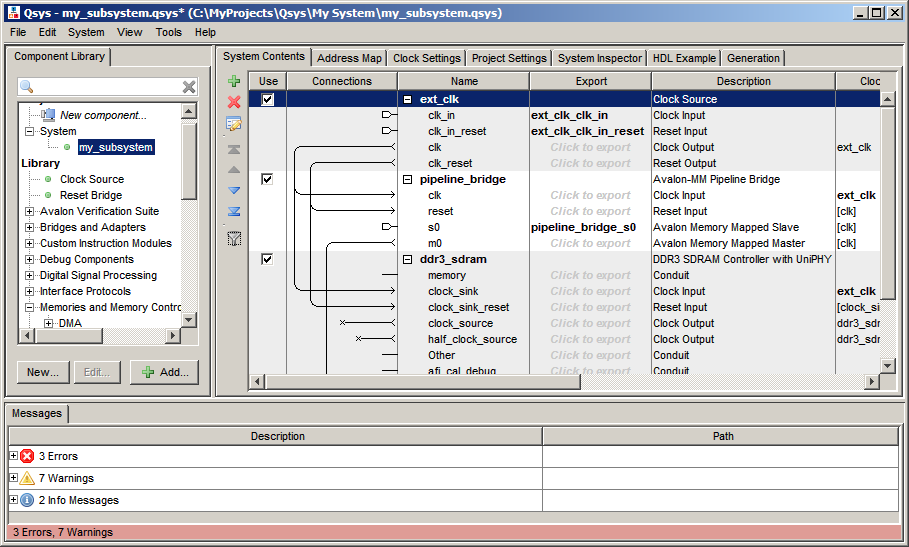 Qsys - my_subsystem.qsys* (C:\MyProjects\Qsys\My System\my_subsystem.qsys)
File Edit System View Tools Help
Component Library
New component...
System
my_subsystem
Library
Clock Source
Reset Bridge
Avalon Verification Suite
Bridges and Adapters
Custom Instruction Modules
Debug Components
Digital Signal Processing
Interface Protocols
Memories and Memory Contro
DMA
New... Edit... Add...
System Contents Address Map Clock Settings Project Settings System Inspector HDL Example Generation
Use Connections Name Export Description Cloc
ext_clk Clock Source
clk_in ext_clk_clk_in Clock Input
clk_in_reset ext_clk_clk_in_reset Reset Input
clk Click to export Clock Output ext_clk
clk_reset Click to export Reset Output
pipeline_bridge Avalon-MM Pipeline Bridge
clk Click to export Clock Input ext_clk
reset Click to export Reset Input [clk]
s0 pipeline_bridge_s0 Avalon Memory Mapped Slave [clk]
m0 Click to export Avalon Memory Mapped Master [clk]
ddr3_sdram DDR3 SDRAM Controller with UniPHY
memory Click to export Conduit
clock_sink Click to export Clock Input ext_clk
clock_sink_reset Click to export Reset Input [clock_si
clock_source Click to export Clock Output ddr3_sdr
half_clock_source Click to export Clock Output ddr3_sdr
Other Click to export Conduit
afi_cal_debug Click to export Conduit
Messages
Description Path
3 Errors
7 Warnings
2 Info Messages
3 Errors, 7 Warnings